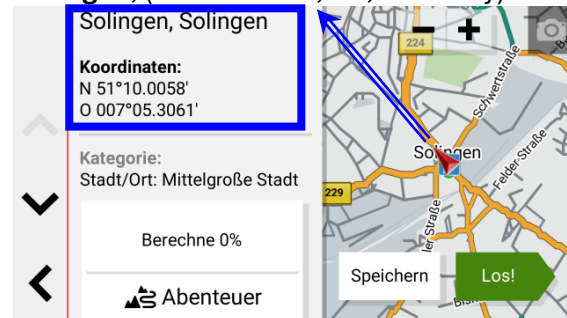 Solingen, Solingen
Koordinaten:
N 51°10.0058'
O 007°05.3061'
Kategorie:
Stadt/Ort: Mittelgroße Stadt
Berechne 0%
Abenteuer
224
Schwertstraße
Solingen
Felder Straße
229
Straße
Speichern
Los!